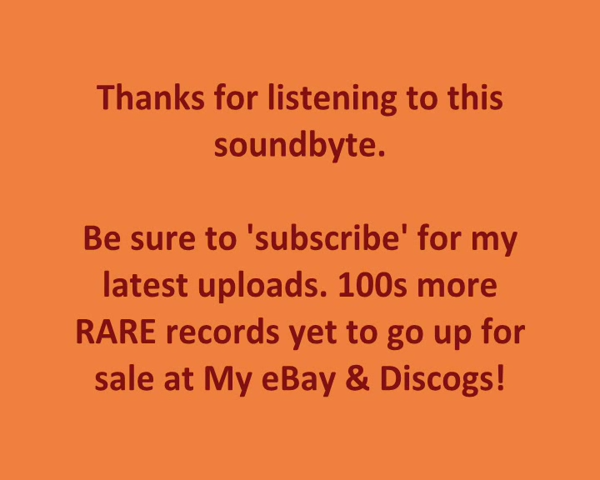 Thanks for listening to this
soundbyte.
Be sure to 'subscribe' for my
latest uploads. 100s more
RARE records yet to go up for
sale at My eBay & Discogs!